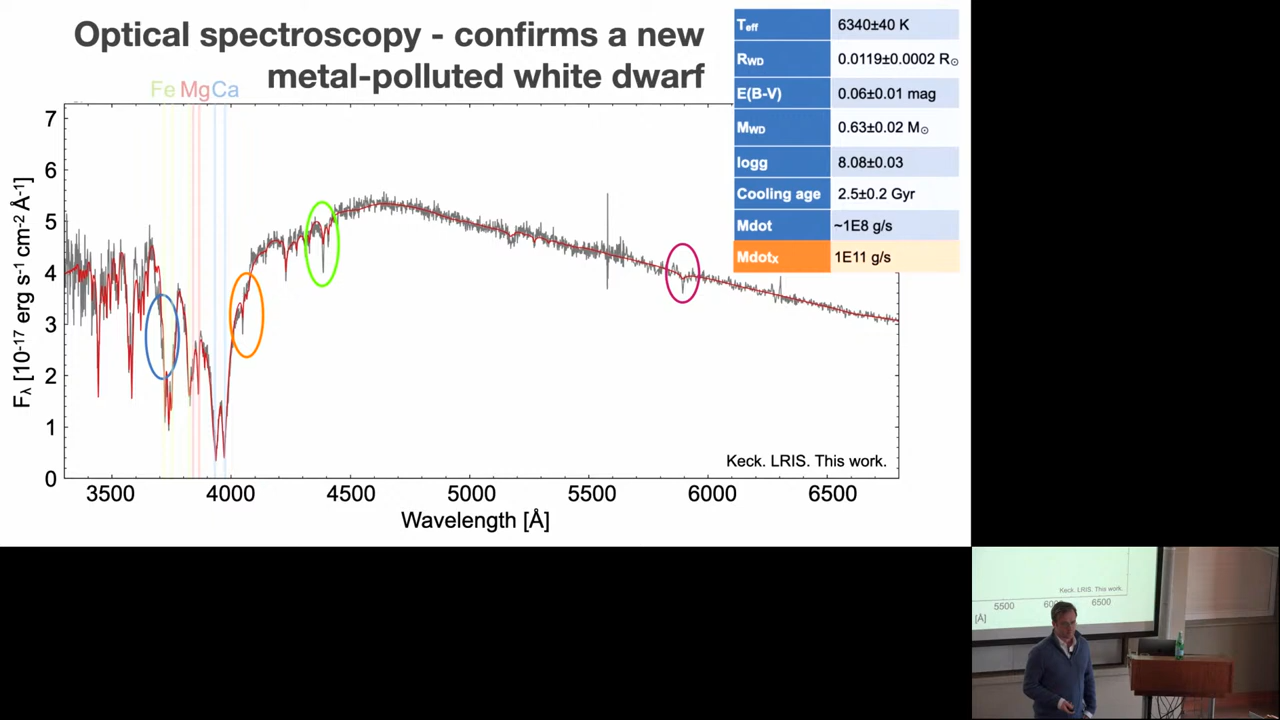 Optical spectroscopy - confirms a new
metal-polluted white dwarf
Fe Mg Ca
Teff 6340±40 K
RWD 0.0119±0.0002 R☉
E(B-V) 0.06±0.01 mag
MWD 0.63±0.02 M☉
logg 8.08±0.03
Cooling age 2.5±0.2 Gyr
Mdot ~1E8 g/s
Mdotx 1E11 g/s
7
6
5
4
3
2
1
0
Fλ [10-17 erg s-1 cm-2 Å-1]
Keck. LRIS. This work.
3500 4000 4500 5000 5500 6000 6500
Wavelength [Å]
Keck. LRIS. This work.
5500 6000 6500
[Å]